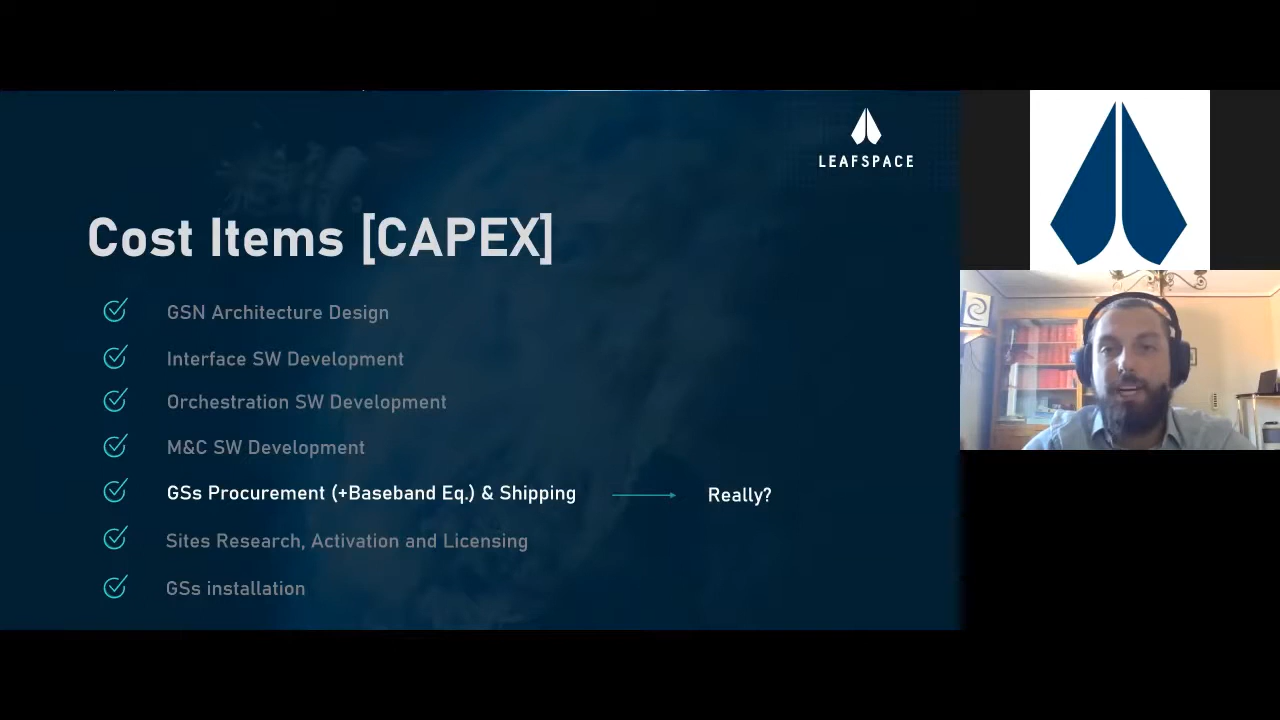 LEAFSPACE
Cost Items [CAPEX]
GSN Architecture Design
Interface SW Development
Orchestration SW Development
M&C SW Development
GSs Procurement (+Baseband Eq.) & Shipping
Really?
Sites Research, Activation and Licensing
GSs installation